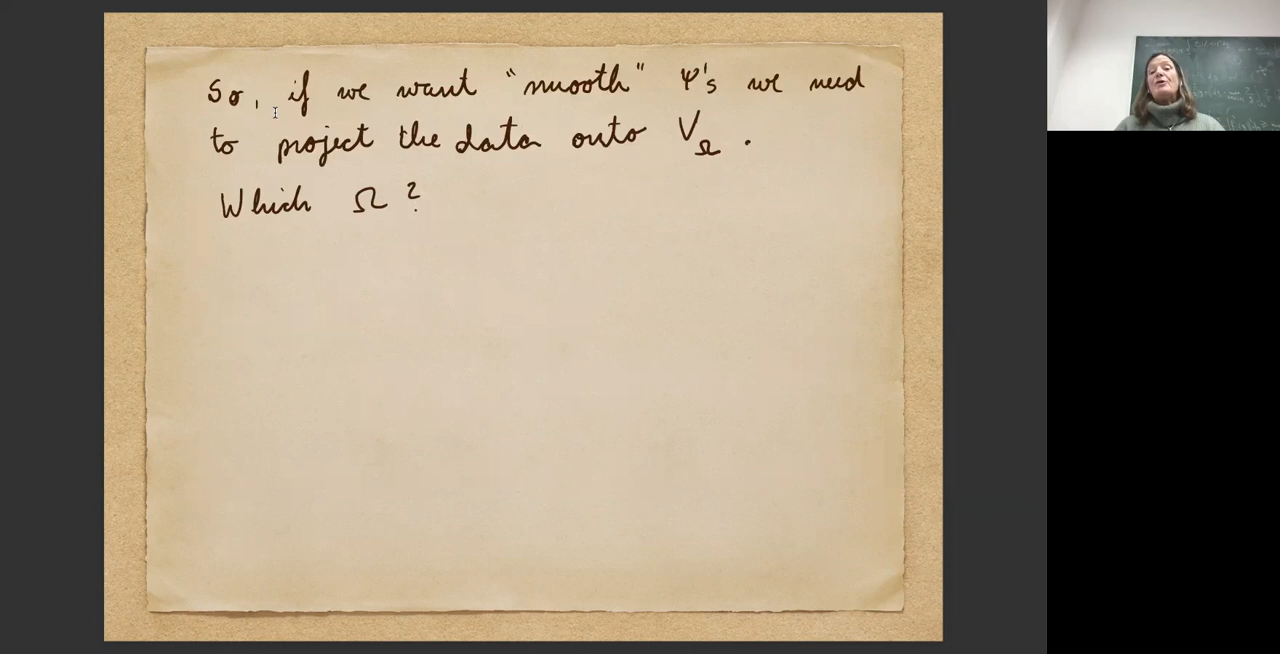 So, if we want "smooth" ψ's we need
to project the data onto V_Ω.
Which Ω ?